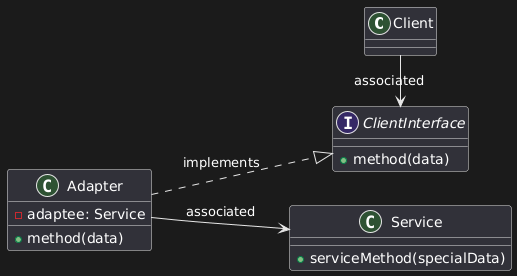 C Client
associated
I ClientInterface
method(data)
implements
C Adapter
adaptee: Service
method(data)
associated
C Service
serviceMethod(specialData)